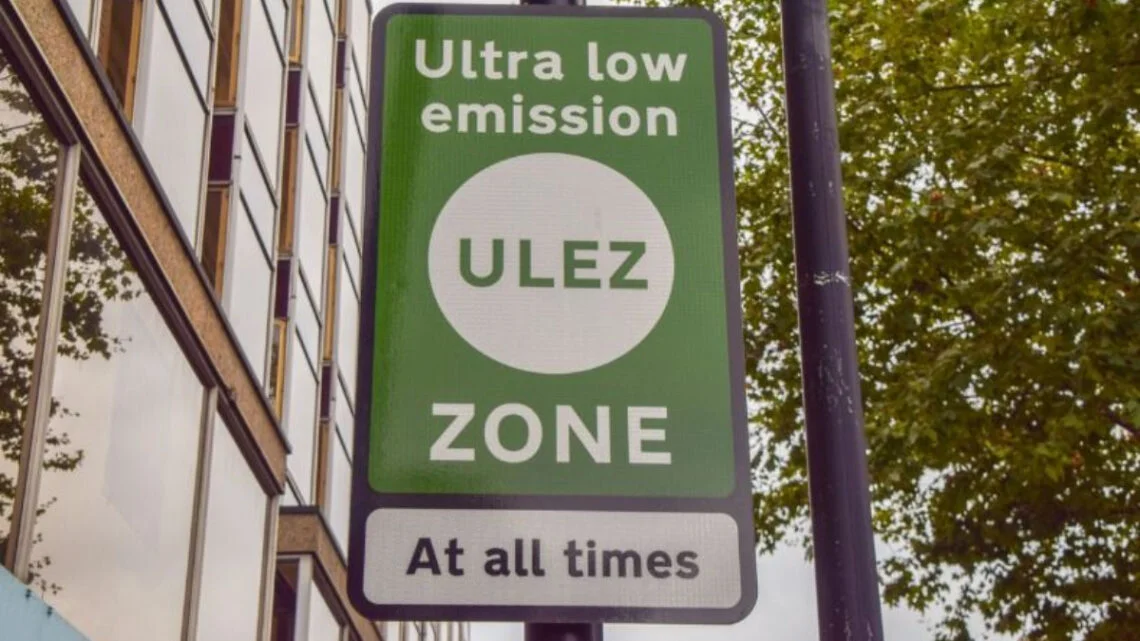 Ultra low
emission
ULEZ
ZONE
At all times